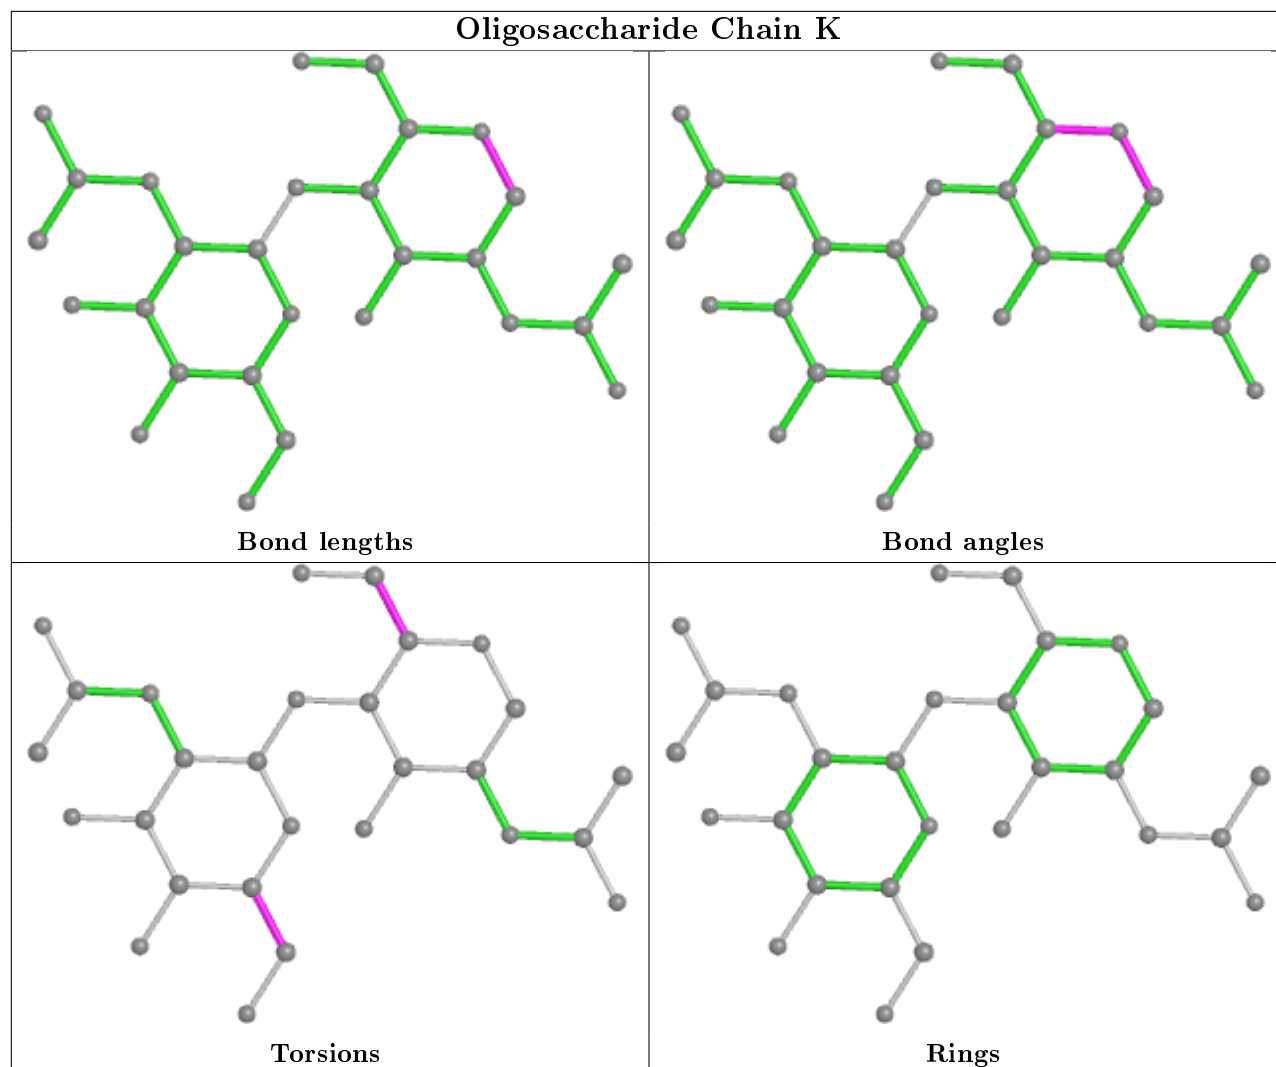 Oligosaccharide Chain K
Bond lengths
Bond angles
Torsions
Rings